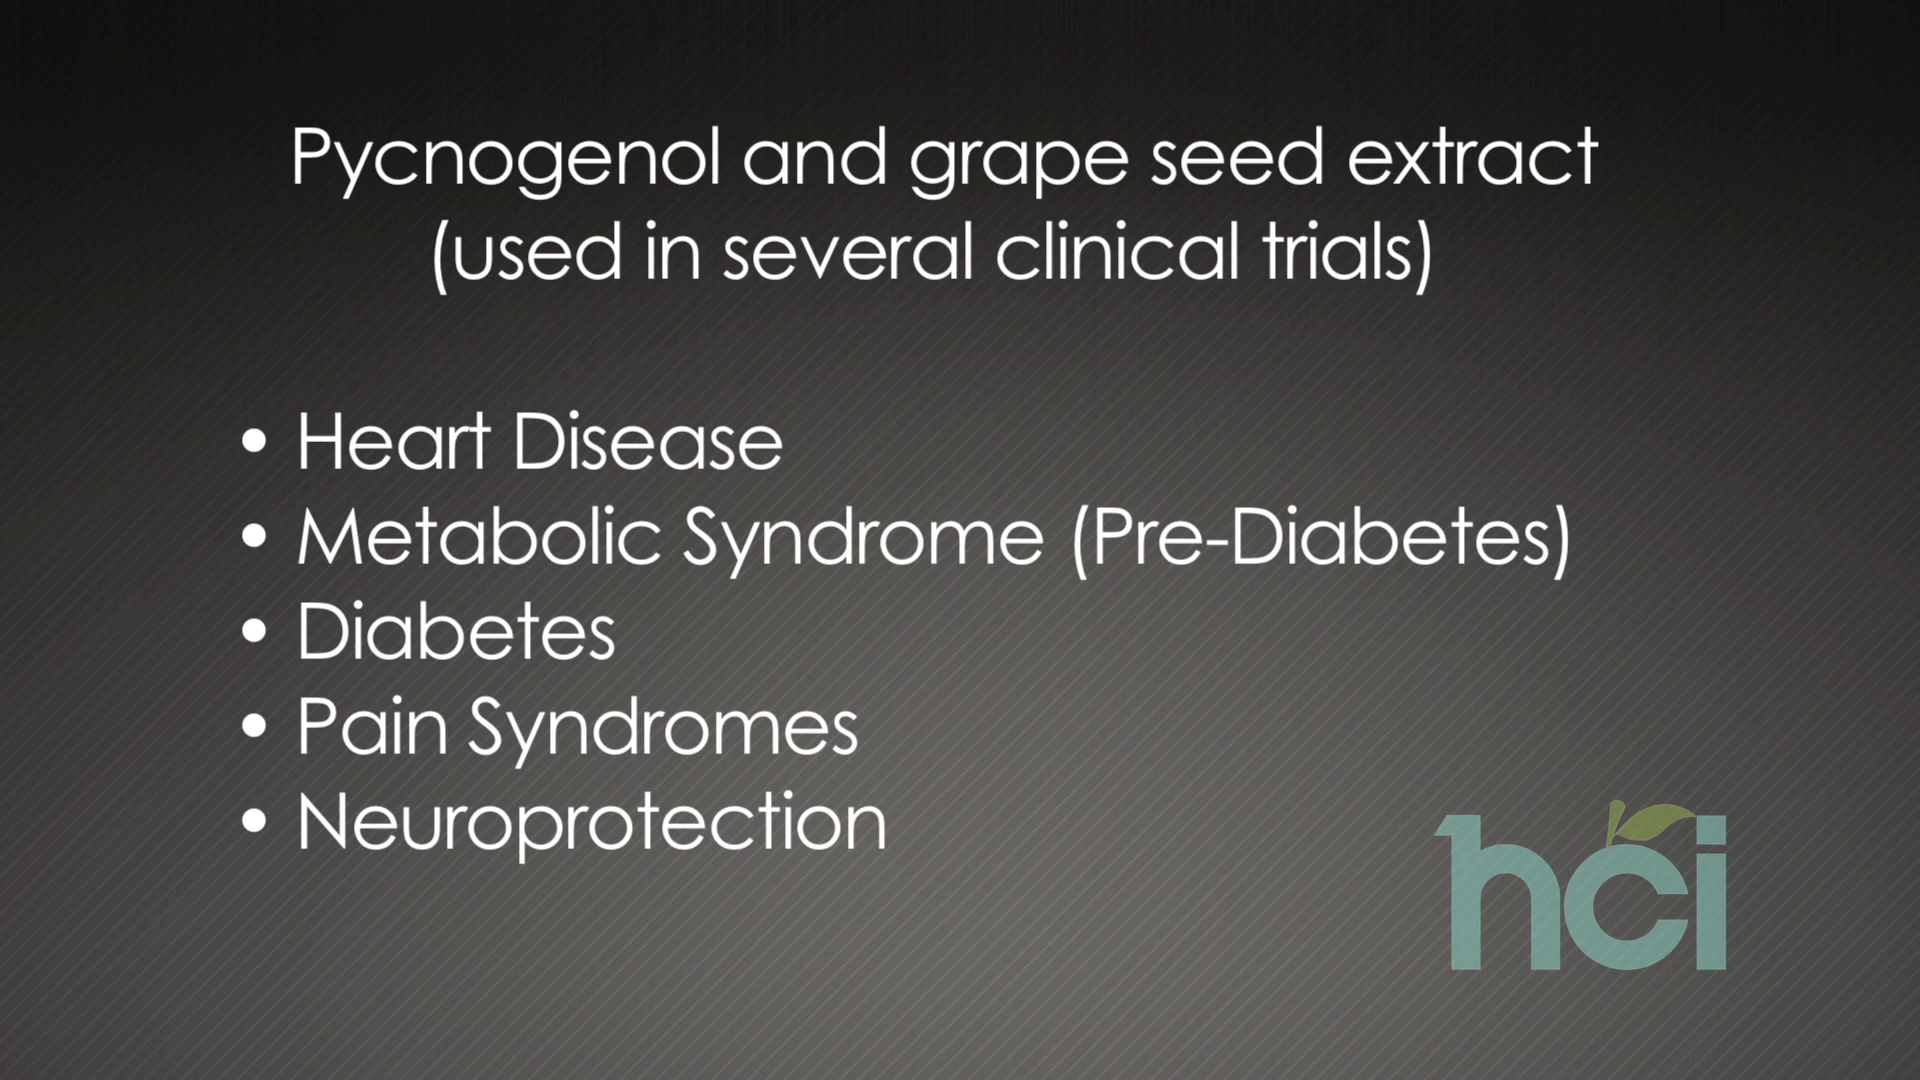 Pycnogenol and grape seed extract
(used in several clinical trials)
• Heart Disease
• Metabolic Syndrome (Pre-Diabetes)
• Diabetes
• Pain Syndromes
• Neuroprotection
hci